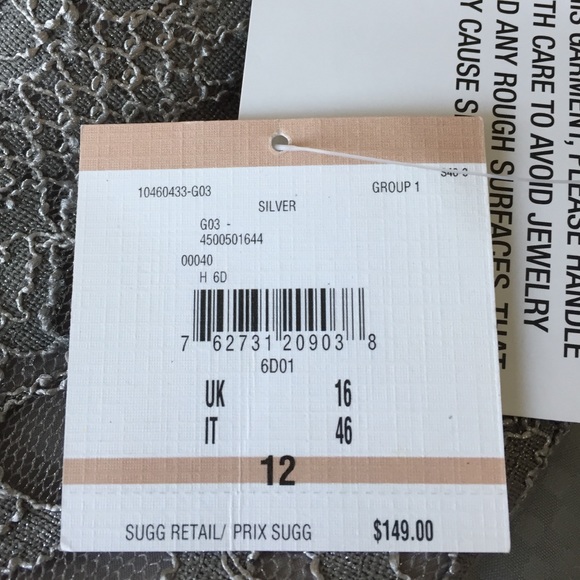 10460433-G03 GROUP 1
SILVER
G03 -
4500501644
00040
H 6D
7 62731 20903 8
6D01
UK 16
IT 46
12
SUGG RETAIL/ PRIX SUGG $149.00
GARMENT, PLEASE HANDLE
CARE TO AVOID JEWELRY
ANY ROUGH SURFACES THAT
CAUSE